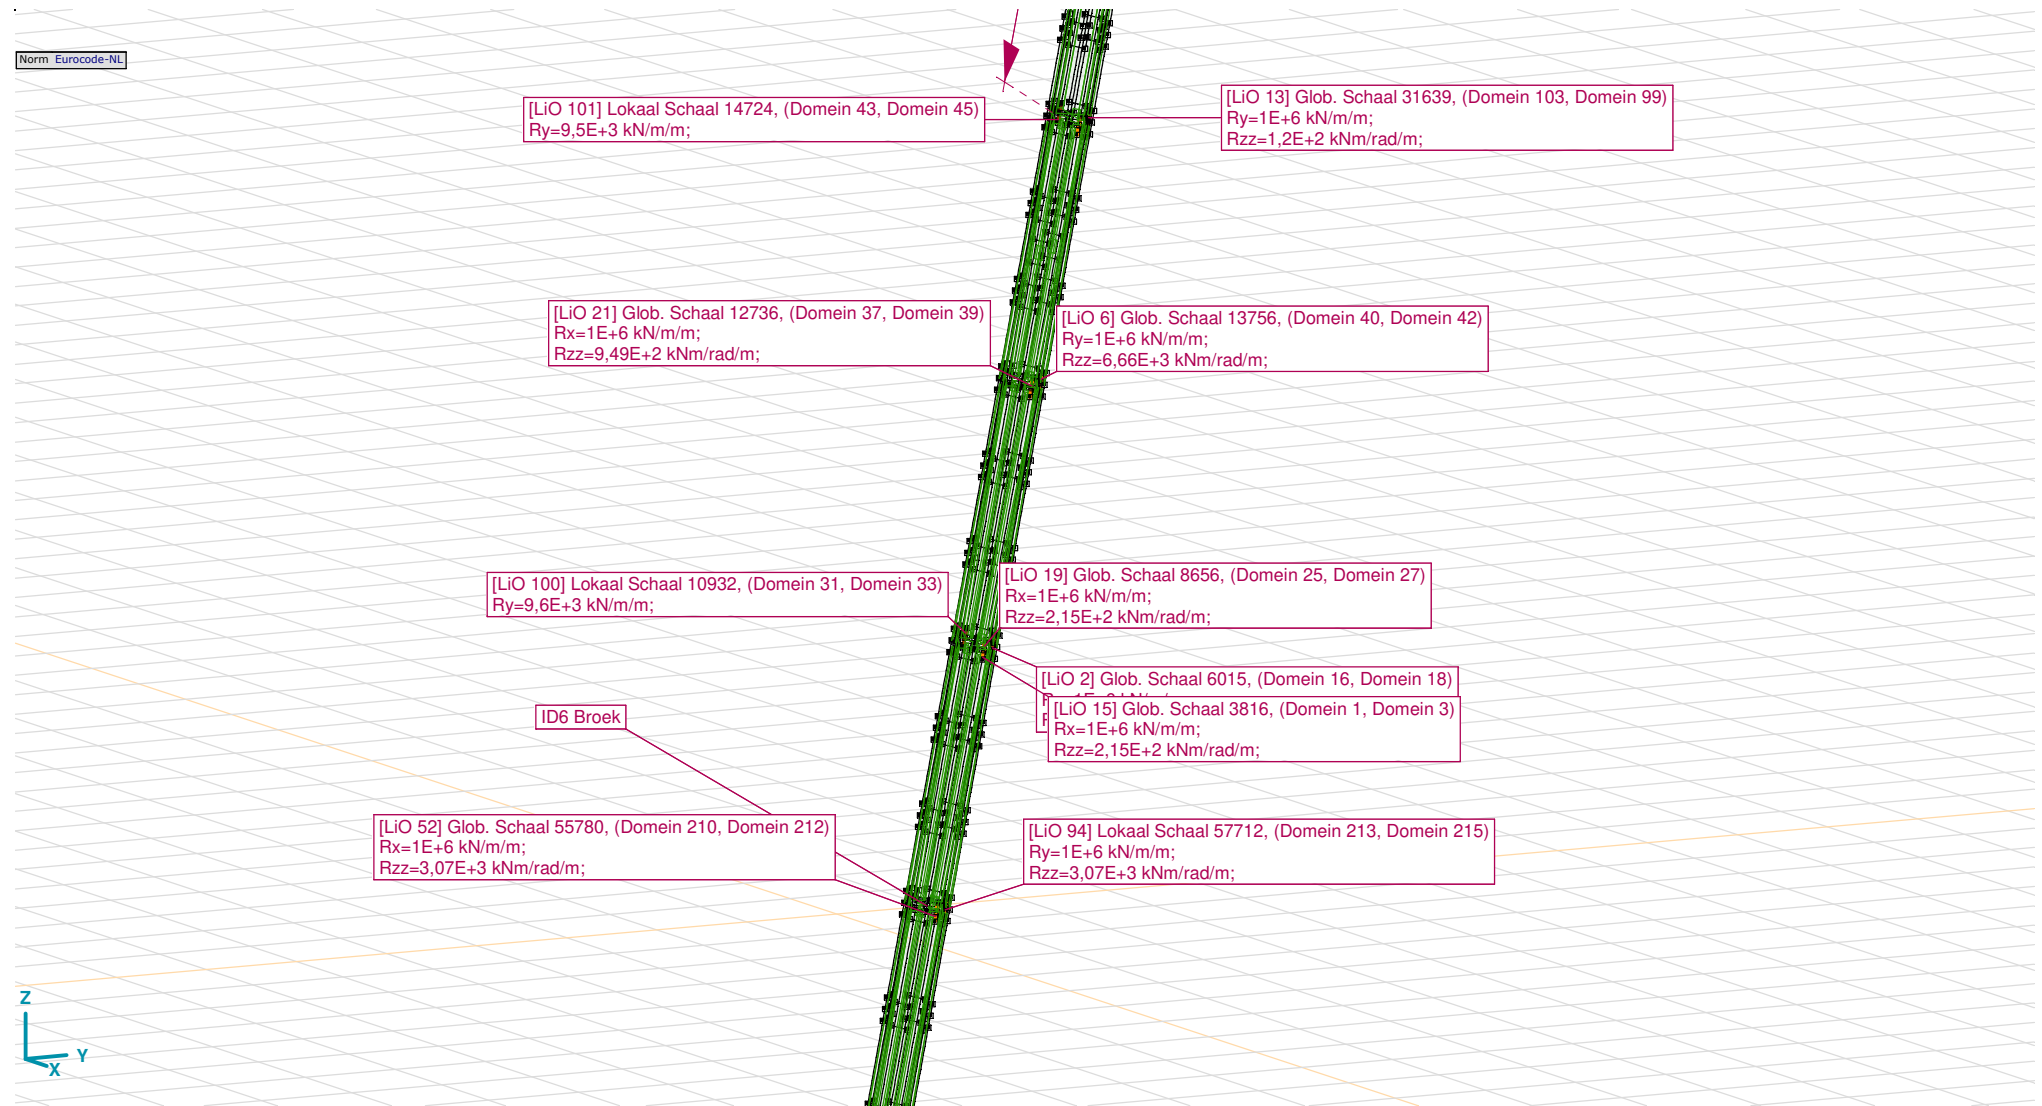 Norm Eurocode-NL
[LiO 101] Lokaal Schaal 14724, (Domein 43, Domein 45)
Ry=9,5E+3 kN/m/m;
[LiO 13] Glob. Schaal 31639, (Domein 103, Domein 99)
Ry=1E+6 kN/m/m;
Rzz=1,2E+2 kNm/rad/m;
[LiO 21] Glob. Schaal 12736, (Domein 37, Domein 39)
Rx=1E+6 kN/m/m;
Rzz=9,49E+2 kNm/rad/m;
[LiO 6] Glob. Schaal 13756, (Domein 40, Domein 42)
Ry=1E+6 kN/m/m;
Rzz=6,66E+3 kNm/rad/m;
[LiO 100] Lokaal Schaal 10932, (Domein 31, Domein 33)
Ry=9,6E+3 kN/m/m;
[LiO 19] Glob. Schaal 8656, (Domein 25, Domein 27)
Rx=1E+6 kN/m/m;
Rzz=2,15E+2 kNm/rad/m;
[LiO 2] Glob. Schaal 6015, (Domein 16, Domein 18)
[LiO 15] Glob. Schaal 3816, (Domein 1, Domein 3)
Rx=1E+6 kN/m/m;
Rzz=2,15E+2 kNm/rad/m;
ID6 Broek
[LiO 52] Glob. Schaal 55780, (Domein 210, Domein 212)
Rx=1E+6 kN/m/m;
Rzz=3,07E+3 kNm/rad/m;
[LiO 94] Lokaal Schaal 57712, (Domein 213, Domein 215)
Ry=1E+6 kN/m/m;
Rzz=3,07E+3 kNm/rad/m;
Z
Y
X